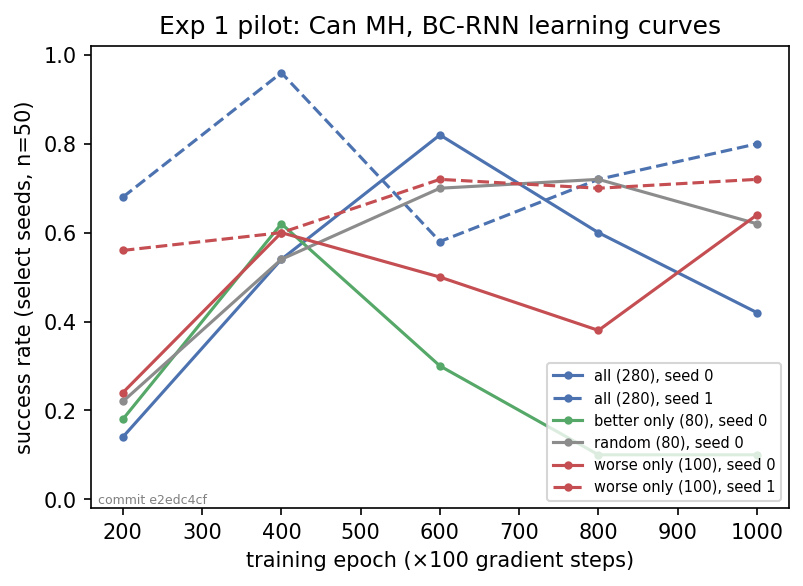 Exp 1 pilot: Can MH, BC-RNN learning curves
success rate (select seeds, n=50)
1.0
0.8
0.6
0.4
0.2
0.0
all (280), seed 0
all (280), seed 1
better only (80), seed 0
random (80), seed 0
worse only (100), seed 0
worse only (100), seed 1
commit e2edc4cf
200 300 400 500 600 700 800 900 1000
training epoch (×100 gradient steps)